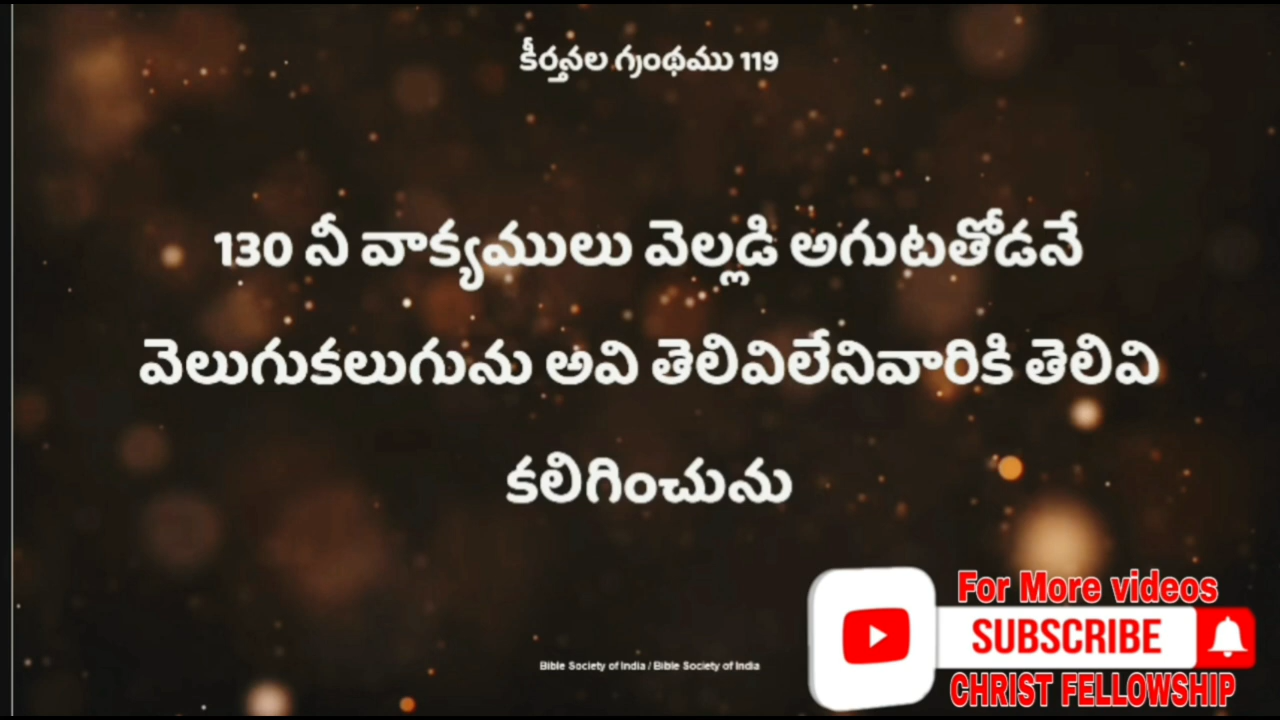 కీర్తనల గ్రంథము 119
130 నీ వాక్యములు వెల్లడి అగుటతోడనే
వెలుగుకలుగును అవి తెలివిలేనివారికి తెలివి
కలిగించును
Bible Society of India / Bible Society of India
For More videos
SUBSCRIBE
CHRIST FELLOWSHIP